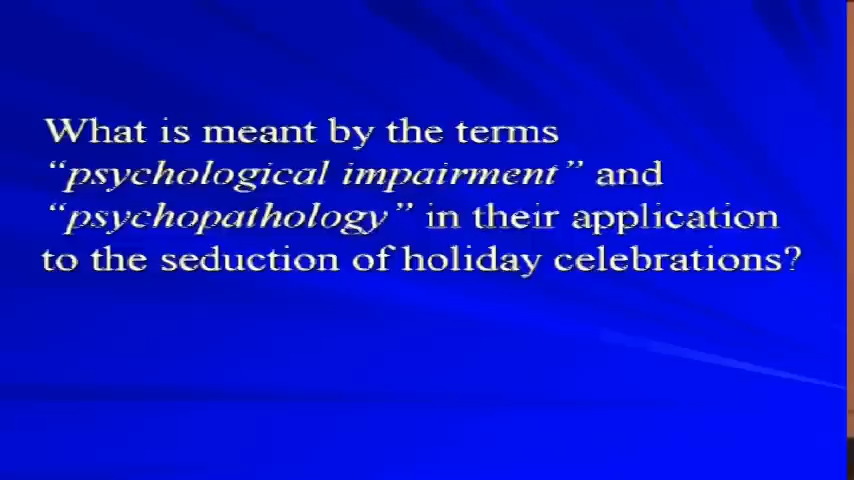 What is meant by the terms
“psychological impairment” and
“psychopathology” in their application
to the seduction of holiday celebrations?